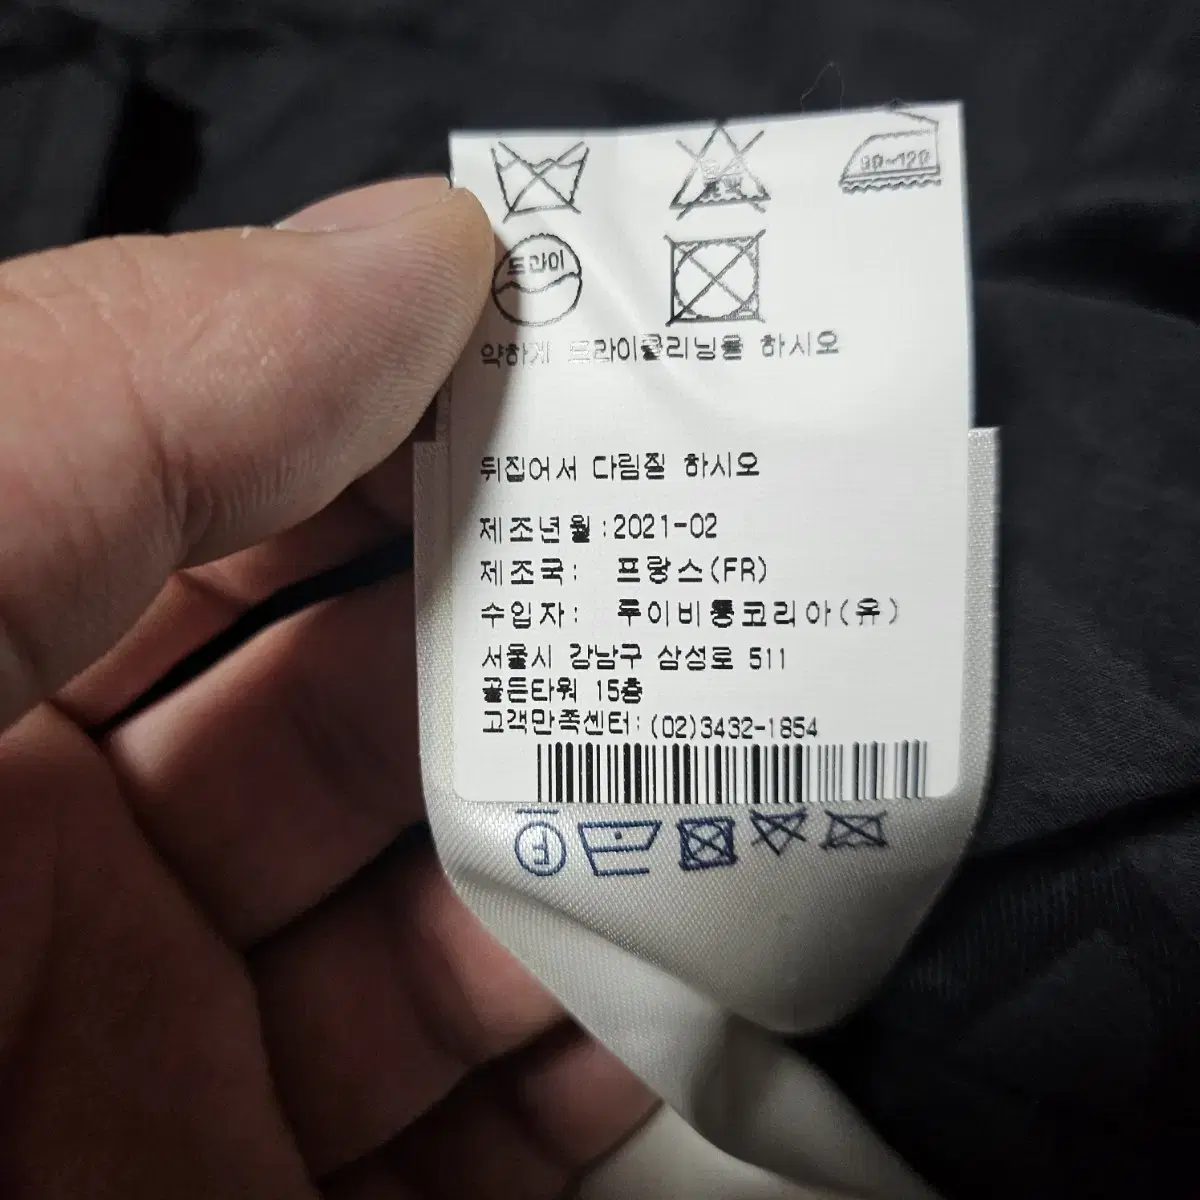 90~120
드라이
약하게 드라이클리닝을 하시오
뒤집어서 다림질 하시오
제조년월:2021-02
제조국: 프랑스(FR)
수입자: 루이비통코리아(유)
서울시 강남구 삼성로 511
골든타워 15층
고객만족센터:(02)3432-1854
F